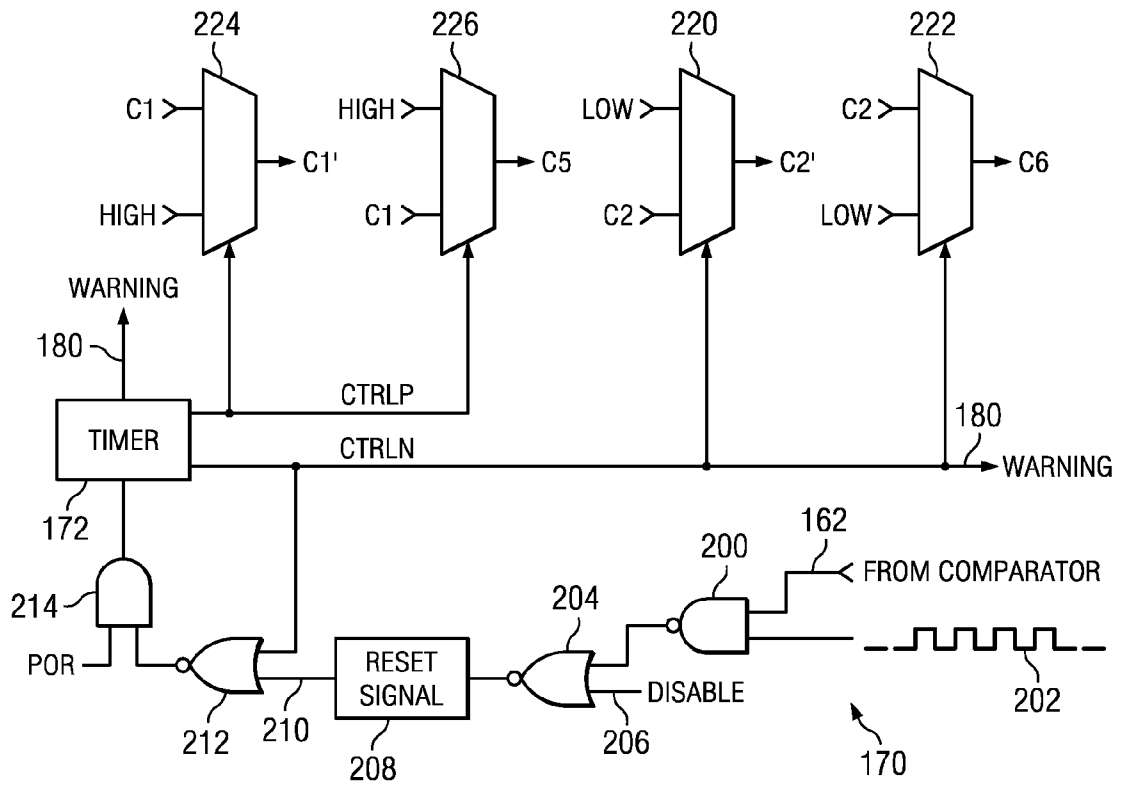 224
226
220
222
C1
HIGH
LOW
C2
C1'
C5
C2'
C6
HIGH
C1
C2
LOW
WARNING
180
CTRLP
TIMER
CTRLN
180
WARNING
172
200
162
FROM COMPARATOR
214
204
POR
RESET
SIGNAL
DISABLE
202
212
210
208
206
170